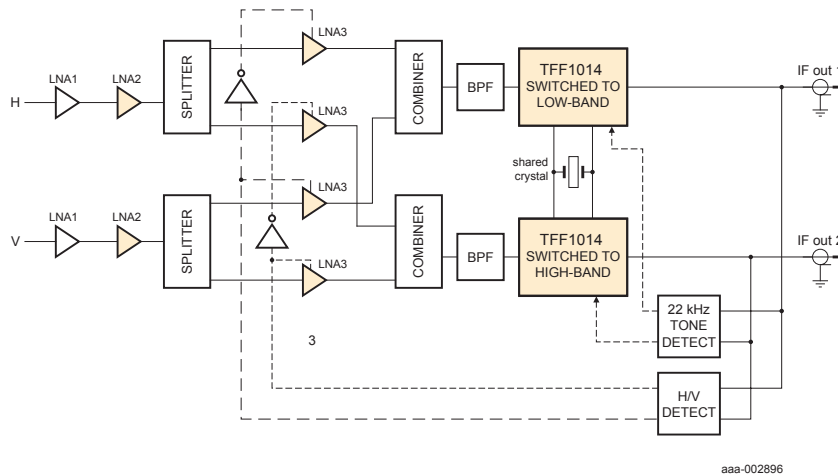 H
LNA1
LNA2
SPLITTER
LNA3
LNA3
COMBINER
BPF
TFF1014
SWITCHED TO
LOW-BAND
IF out 1
shared
crystal
V
LNA1
LNA2
SPLITTER
LNA3
LNA3
COMBINER
BPF
TFF1014
SWITCHED TO
HIGH-BAND
IF out 2
3
22 kHz
TONE
DETECT
H/V
DETECT
aaa-002896